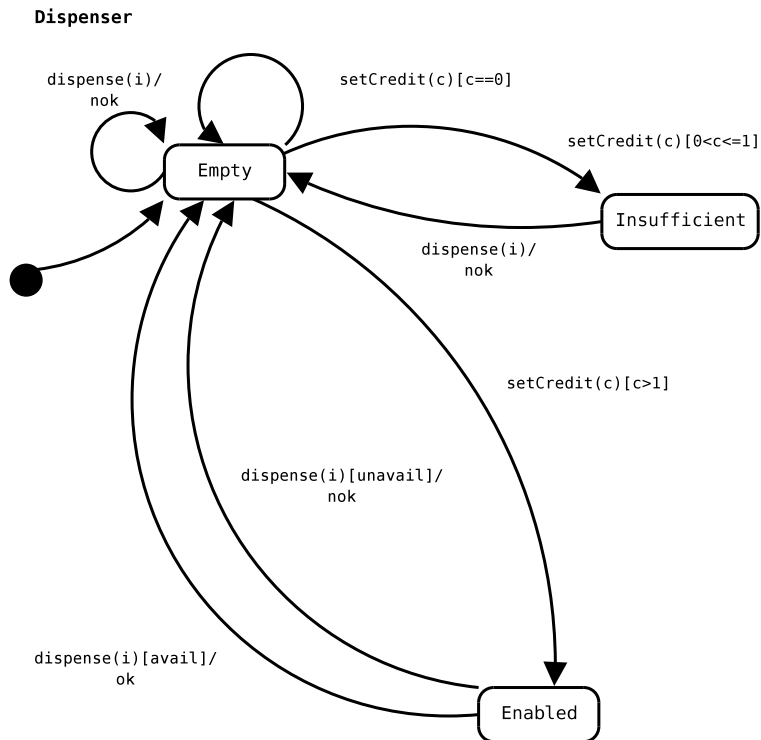 Dispenser
dispense(i)/
nok
setCredit(c)[c==0]
setCredit(c)[0<c<=1]
Empty
Insufficient
dispense(i)/
nok
setCredit(c)[c>1]
dispense(i)[unavail]/
nok
dispense(i)[avail]/
ok
Enabled